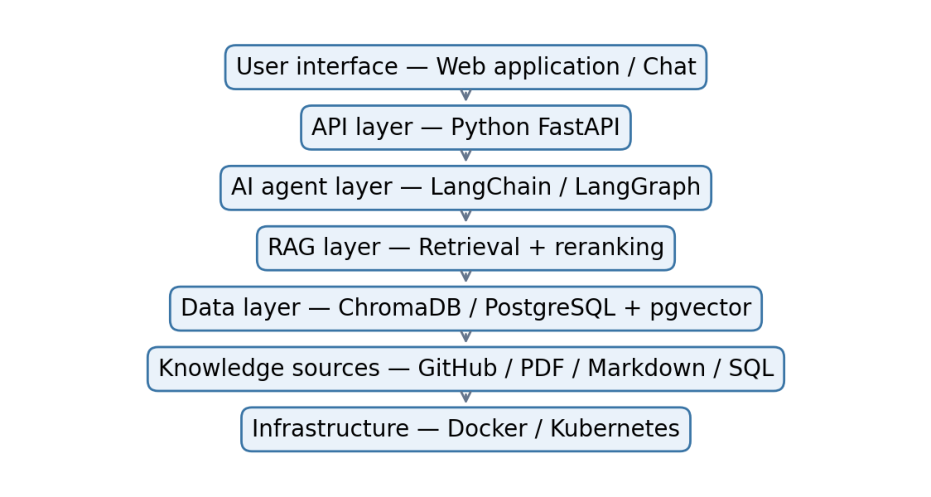 User interface — Web application / Chat
API layer — Python FastAPI
AI agent layer — LangChain / LangGraph
RAG layer — Retrieval + reranking
Data layer — ChromaDB / PostgreSQL + pgvector
Knowledge sources — GitHub / PDF / Markdown / SQL
Infrastructure — Docker / Kubernetes